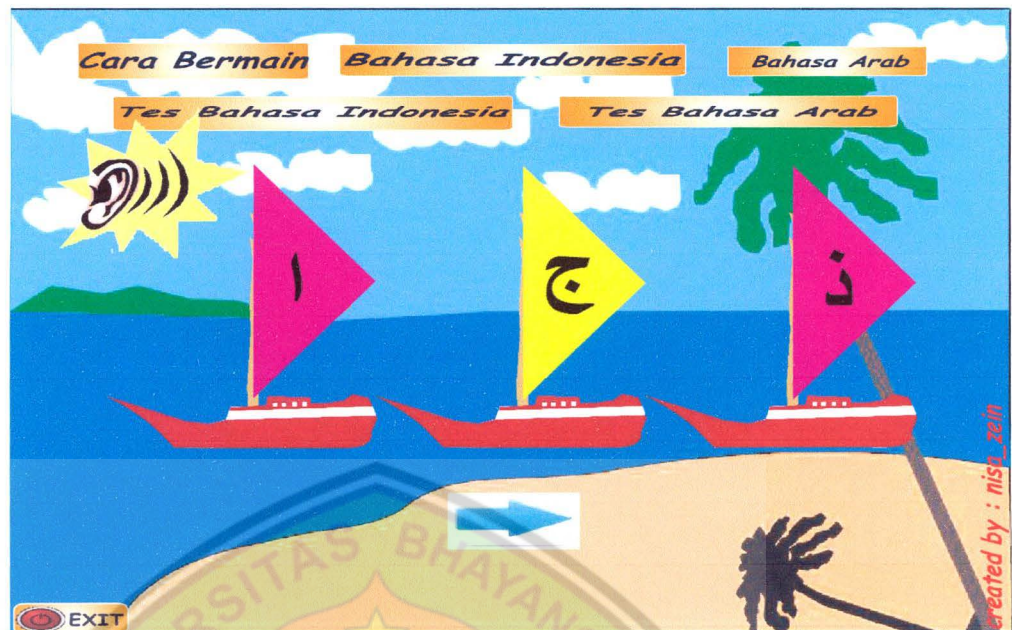 Cara Bermain
Bahasa Indonesia
Bahasa Arab
Tes Bahasa Indonesia
Tes Bahasa Arab
ا
ج
ذ
created by : nisa_zein
EXIT